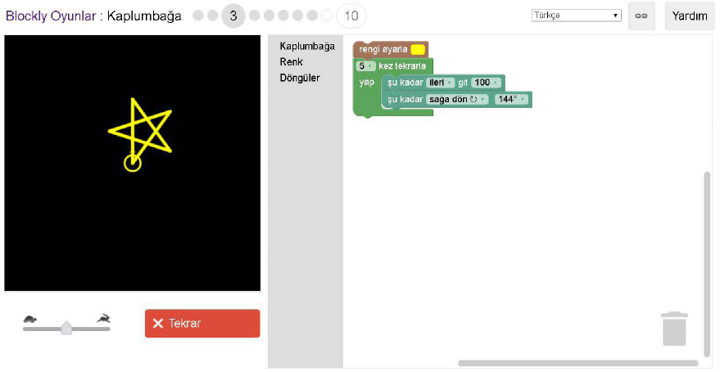 Blockly Oyunlar : Kaplumbağa 3 10 Türkçe Yardım
Kaplumbağa
Renk
Döngüler
rengi ayarla
5 kez tekrarla
yap şu kadar ileri git 100
şu kadar sağa dön ↻ 144°
Tekrar